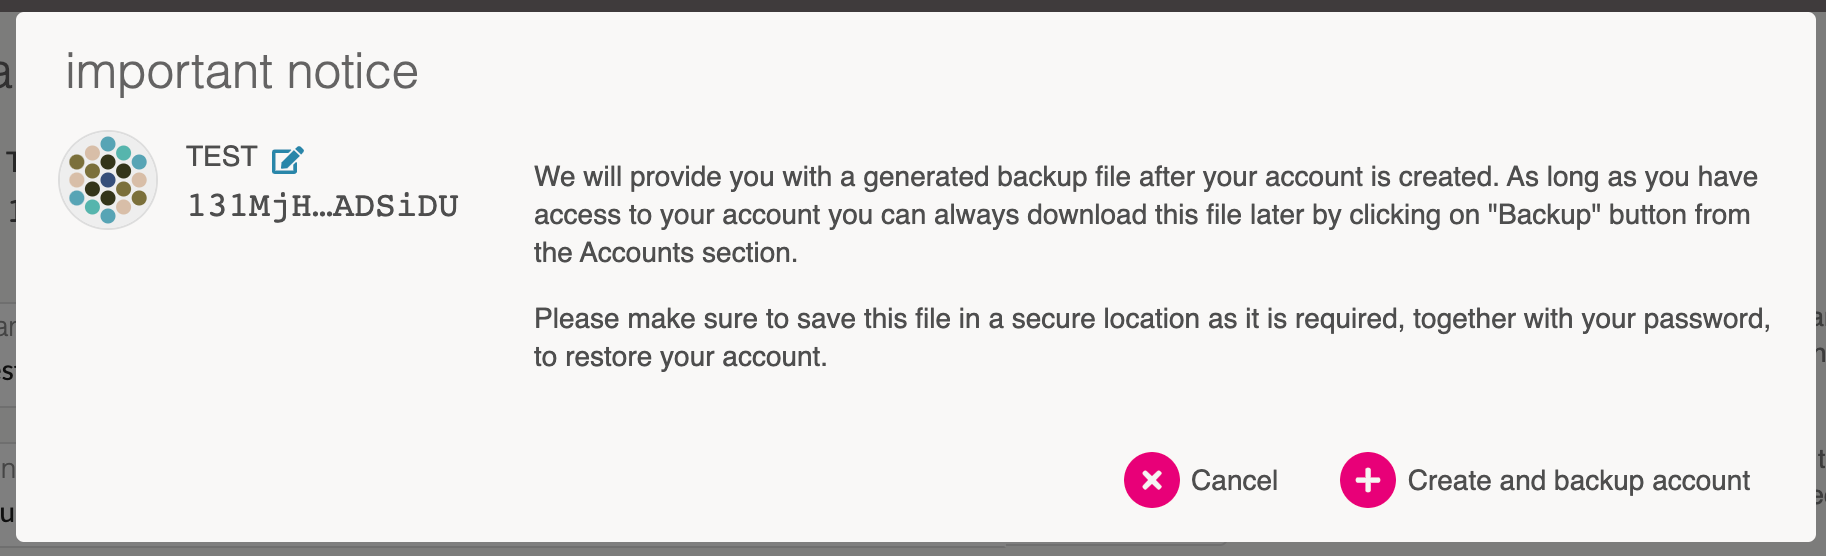 important notice
TEST
131MjH…ADSiDU
We will provide you with a generated backup file after your account is created. As long as you have
access to your account you can always download this file later by clicking on "Backup" button from
the Accounts section.
Please make sure to save this file in a secure location as it is required, together with your password,
to restore your account.
Cancel
Create and backup account